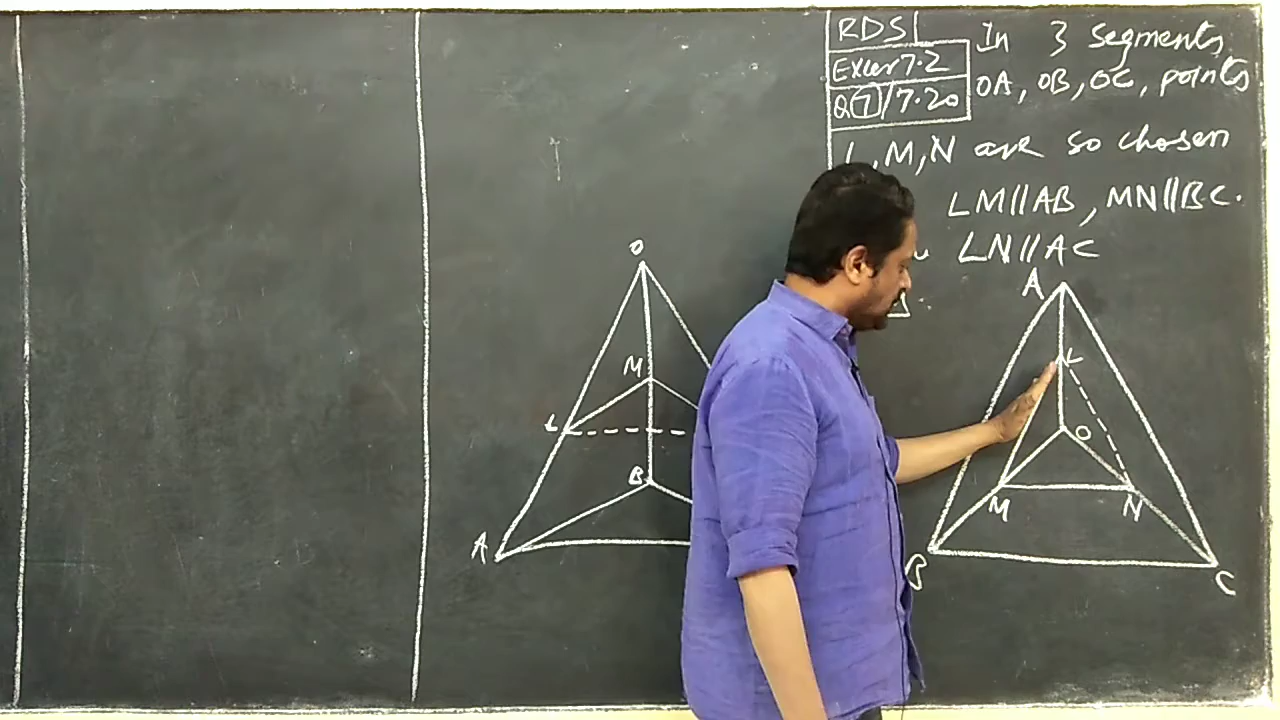 RDS
Exer 7.2
Q 7 / 7.20
In 3 segments
OA, OB, OC, points
L, M, N are so chosen
LM||AB, MN||BC.
LN||AC
△.
O
M
L
B
A
A
L
O
M
N
B
C